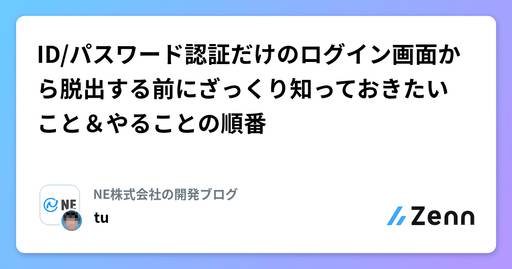 ID/パスワード認証だけのログイン画面か
ら脱出する前にざっくり知っておきたい
こと＆やることの順番
NE株式会社の開発ブログ
NE
tu
Zenn